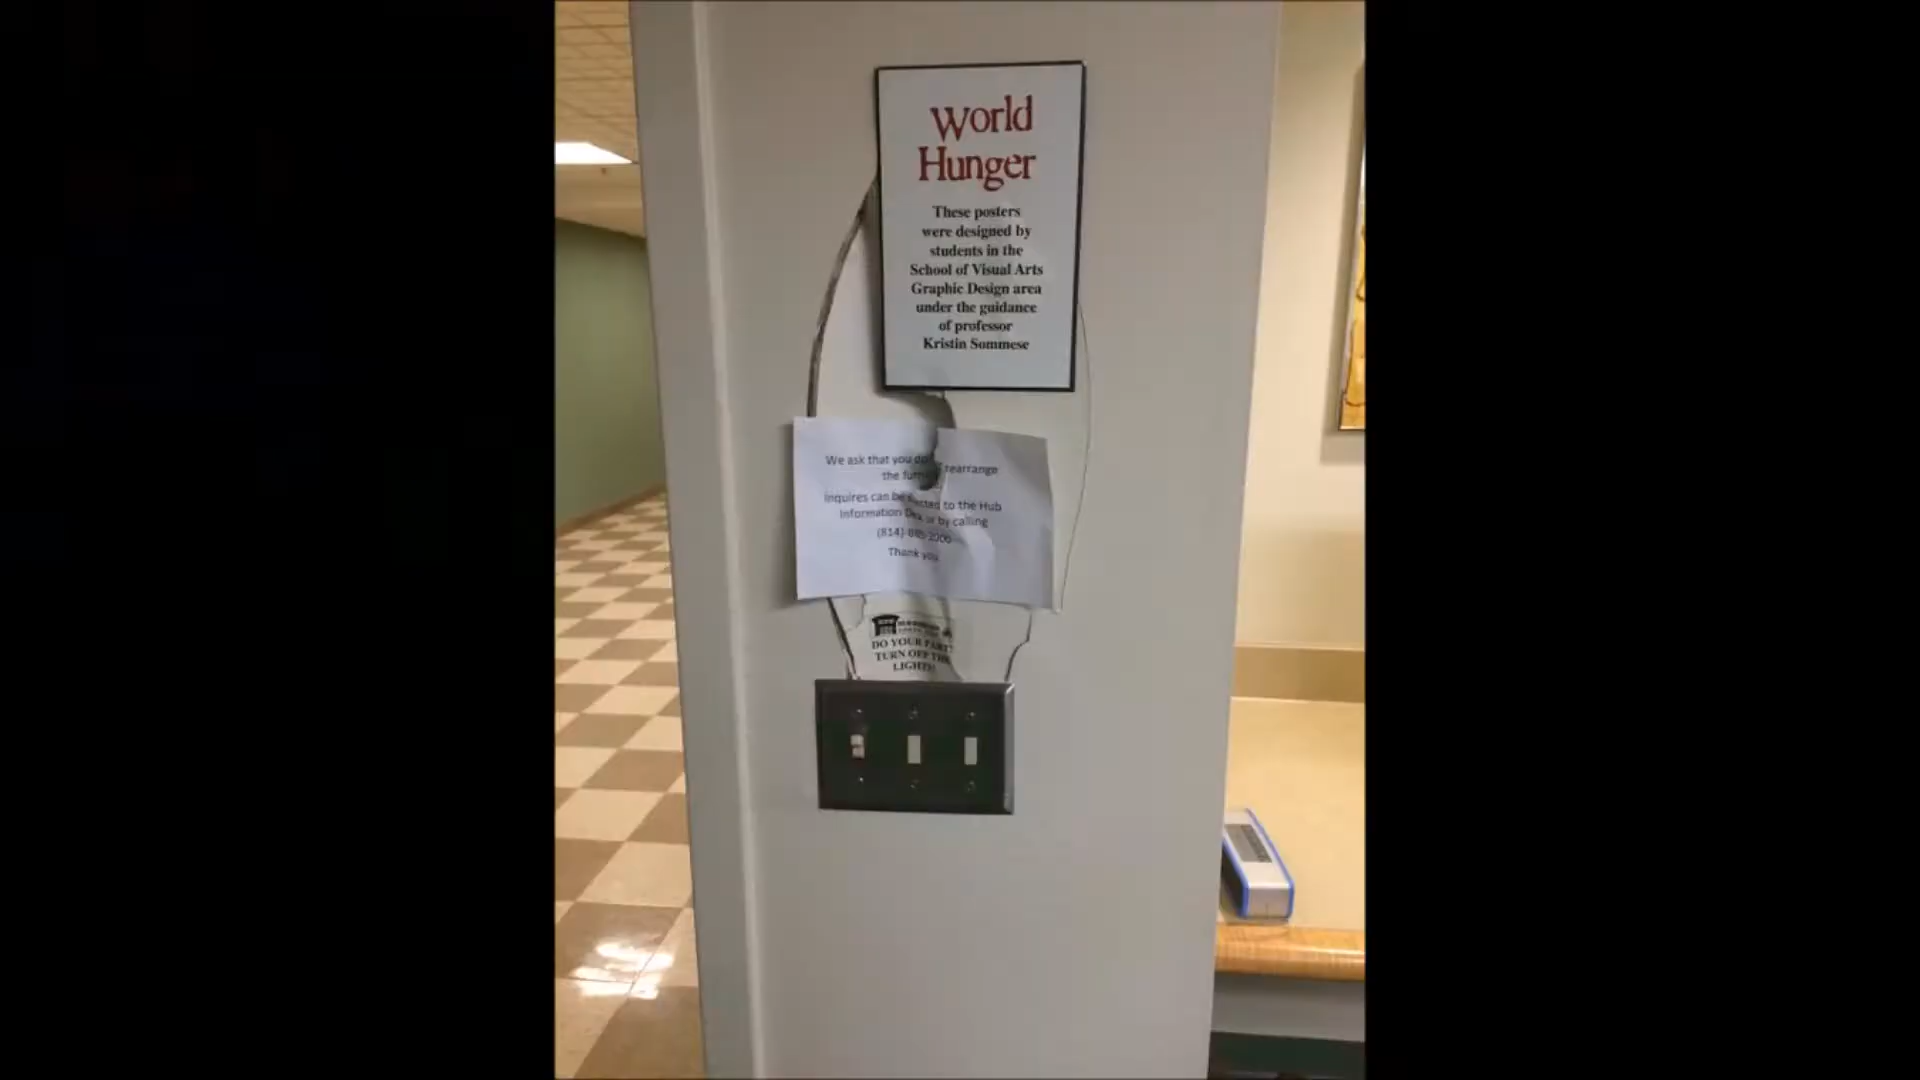 World
Hunger
These posters
were designed by
students in the
School of Visual Arts
Graphic Design area
under the guidance
of professor
Kristin Sommese
We ask that you do rearrange
the
Inquires can be to the Hub
Information or by calling
(814)
Thank you
DO YOUR PART!
TURN OFF THE
LIGHTS!